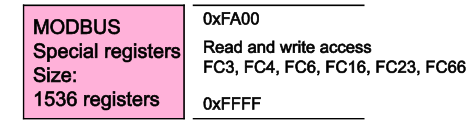 MODBUS
Special registers
Size:
1536 registers
0xFA00
Read and write access
FC3, FC4, FC6, FC16, FC23, FC66
0xFFFF